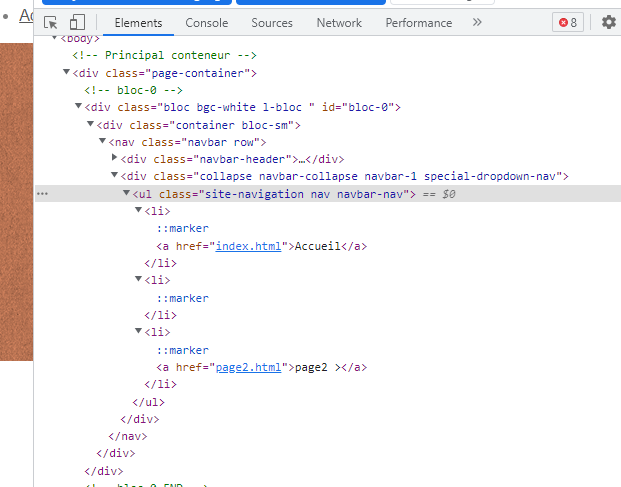 Elements Console Sources Network Performance » 8
<body>
<!-- Principal conteneur -->
<div class="page-container">
<!-- bloc-0 -->
<div class="bloc bgc-white l-bloc " id="bloc-0">
<div class="container bloc-sm">
<nav class="navbar row">
<div class="navbar-header">…</div>
<div class="collapse navbar-collapse navbar-1 special-dropdown-nav">
••• <ul class="site-navigation nav navbar-nav"> == $0
<li>
::marker
<a href="index.html">Accueil</a>
</li>
<li>
::marker
</li>
<li>
::marker
<a href="page2.html">page2 ></a>
</li>
</ul>
</div>
</nav>
</div>
</div>
<!-- bloc-0 END -->